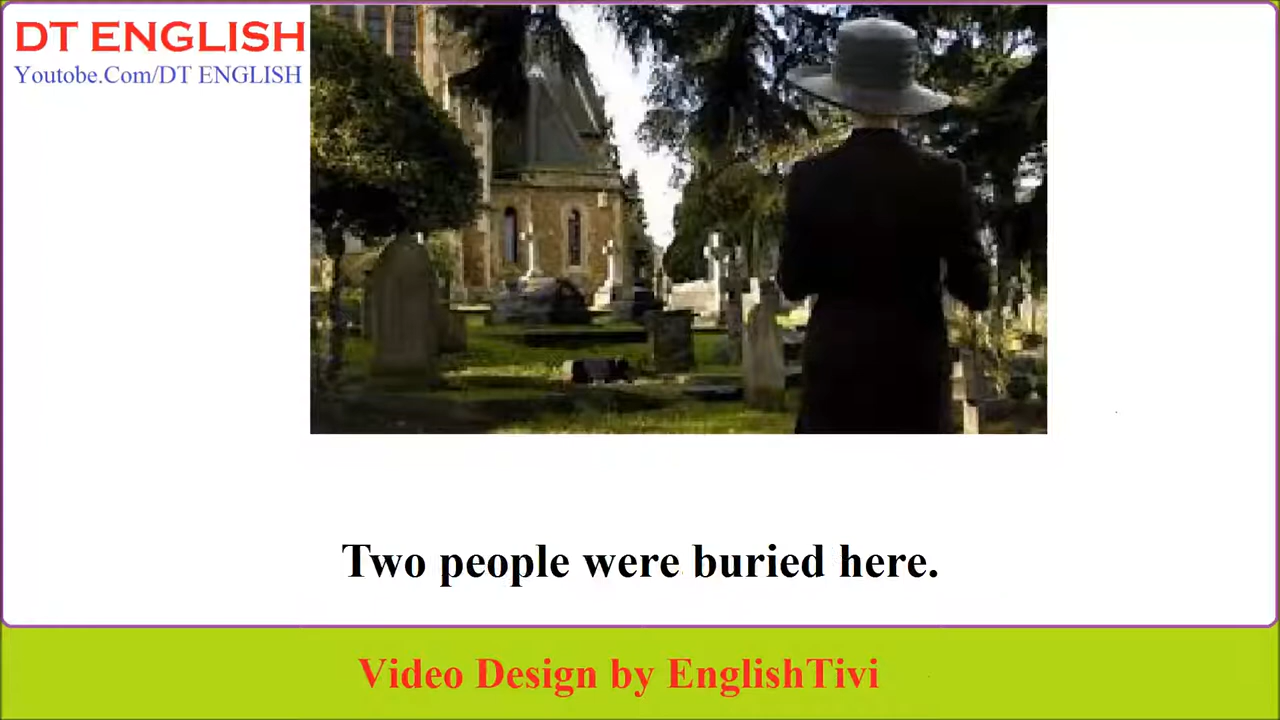 DT ENGLISH
Youtobe.Com/DT ENGLISH
Two people were buried here.
Video Design by EnglishTivi